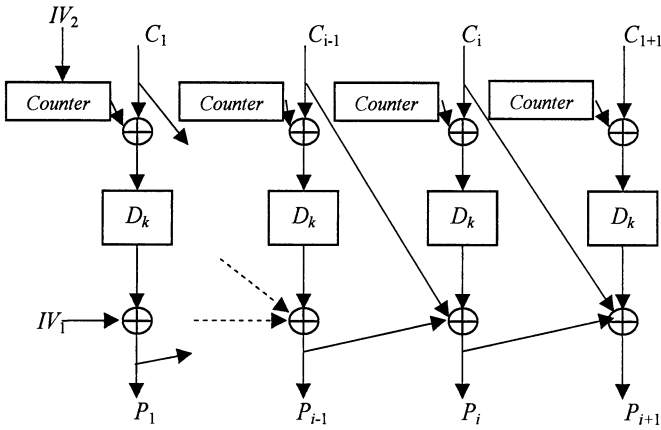 IV₂
C₁ Cᵢ₋₁ Cᵢ C₁₊₁
Counter Counter Counter Counter
Dₖ Dₖ Dₖ Dₖ
IV₁
P₁ Pᵢ₋₁ Pᵢ Pᵢ₊₁